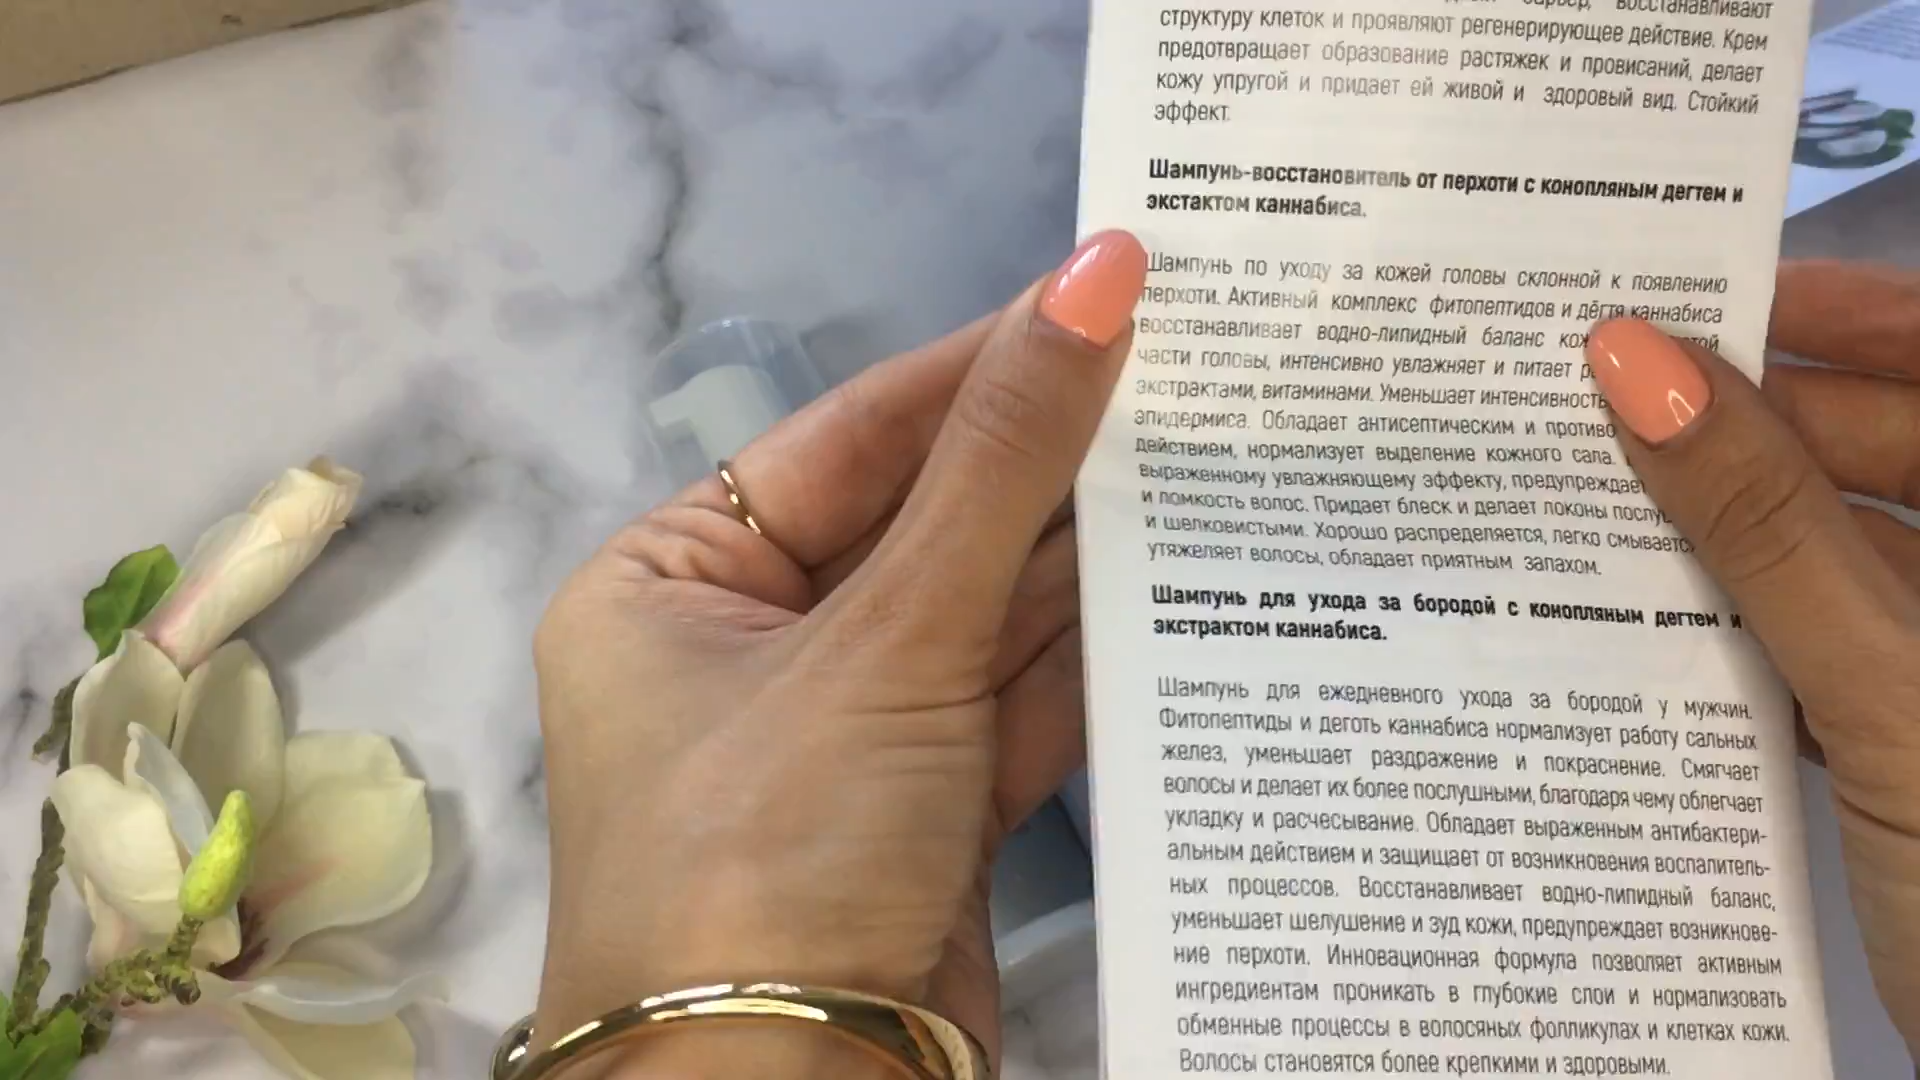 восстанавливают
структуру клеток и проявляют регенерирующее действие. Крем
предотвращает образование растяжек и провисаний, делает
кожу упругой и придает ей живой и здоровый вид. Стойкий
эффект.
Шампунь-восстановитель от перхоти с конопляным дегтем и
экстактом каннабиса.
Шампунь по уходу за кожей головы склонной к появлению
перхоти. Активный комплекс фитопептидов и дёгтя каннабиса
восстанавливает водно-липидный баланс
части головы, интенсивно увлажняет и питает
экстрактами, витаминами. Уменьшает интенсивность
эпидермиса. Обладает антисептическим и
действием, нормализует выделение кожного сала.
выраженному увлажняющему эффекту, предупреждает
и ломкость волос. Придает блеск и делает локоны
и шелковистыми. Хорошо распределяется, легко
утяжеляет волосы, обладает приятным запахом.
Шампунь для ухода за бородой с конопляным дегтем и
экстрактом каннабиса.
Шампунь для ежедневного ухода за бородой у мужчин.
Фитопептиды и деготь каннабиса нормализует работу сальных
желез, уменьшает раздражение и покраснение. Смягчает
волосы и делает их более послушными, благодаря чему облегчает
укладку и расчесывание. Обладает выраженным антибактери-
альным действием и защищает от возникновения воспалитель-
ных процессов. Восстанавливает водно-липидный баланс,
уменьшает шелушение и зуд кожи, предупреждает возникнове-
ние перхоти. Инновационная формула позволяет активным
ингредиентам проникать в глубокие слои и нормализовать
обменные процессы в волосяных фолликулах и клетках кожи.
Волосы становятся более крепкими и здоровыми.